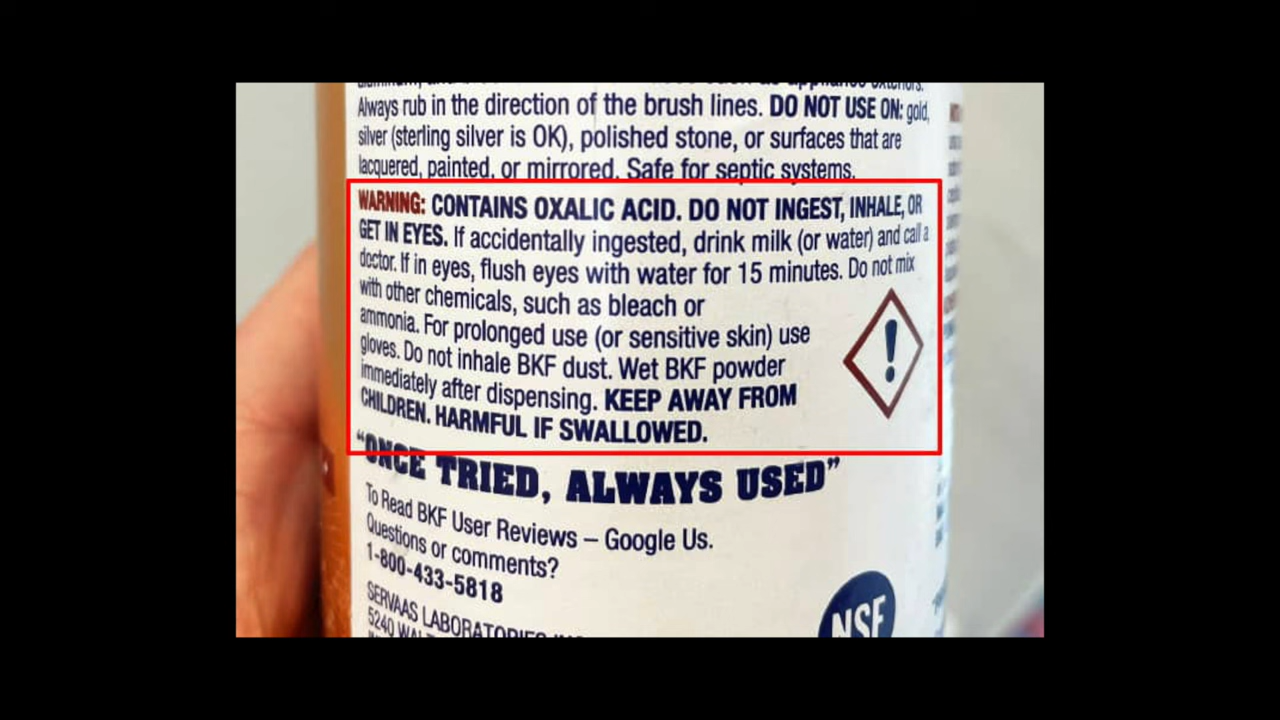 Always rub in the direction of the brush lines. DO NOT USE ON: gold,
silver (sterling silver is OK), polished stone, or surfaces that are
lacquered, painted, or mirrored. Safe for septic systems.
WARNING: CONTAINS OXALIC ACID. DO NOT INGEST, INHALE, OR
GET IN EYES. If accidentally ingested, drink milk (or water) and call a
doctor. If in eyes, flush eyes with water for 15 minutes. Do not mix
with other chemicals, such as bleach or
ammonia. For prolonged use (or sensitive skin) use
gloves. Do not inhale BKF dust. Wet BKF powder
immediately after dispensing. KEEP AWAY FROM
CHILDREN. HARMFUL IF SWALLOWED.
"ONCE TRIED, ALWAYS USED"
To Read BKF User Reviews – Google Us.
Questions or comments?
1-800-433-5818
SERVAAS LABORATORIES
5240
NSF